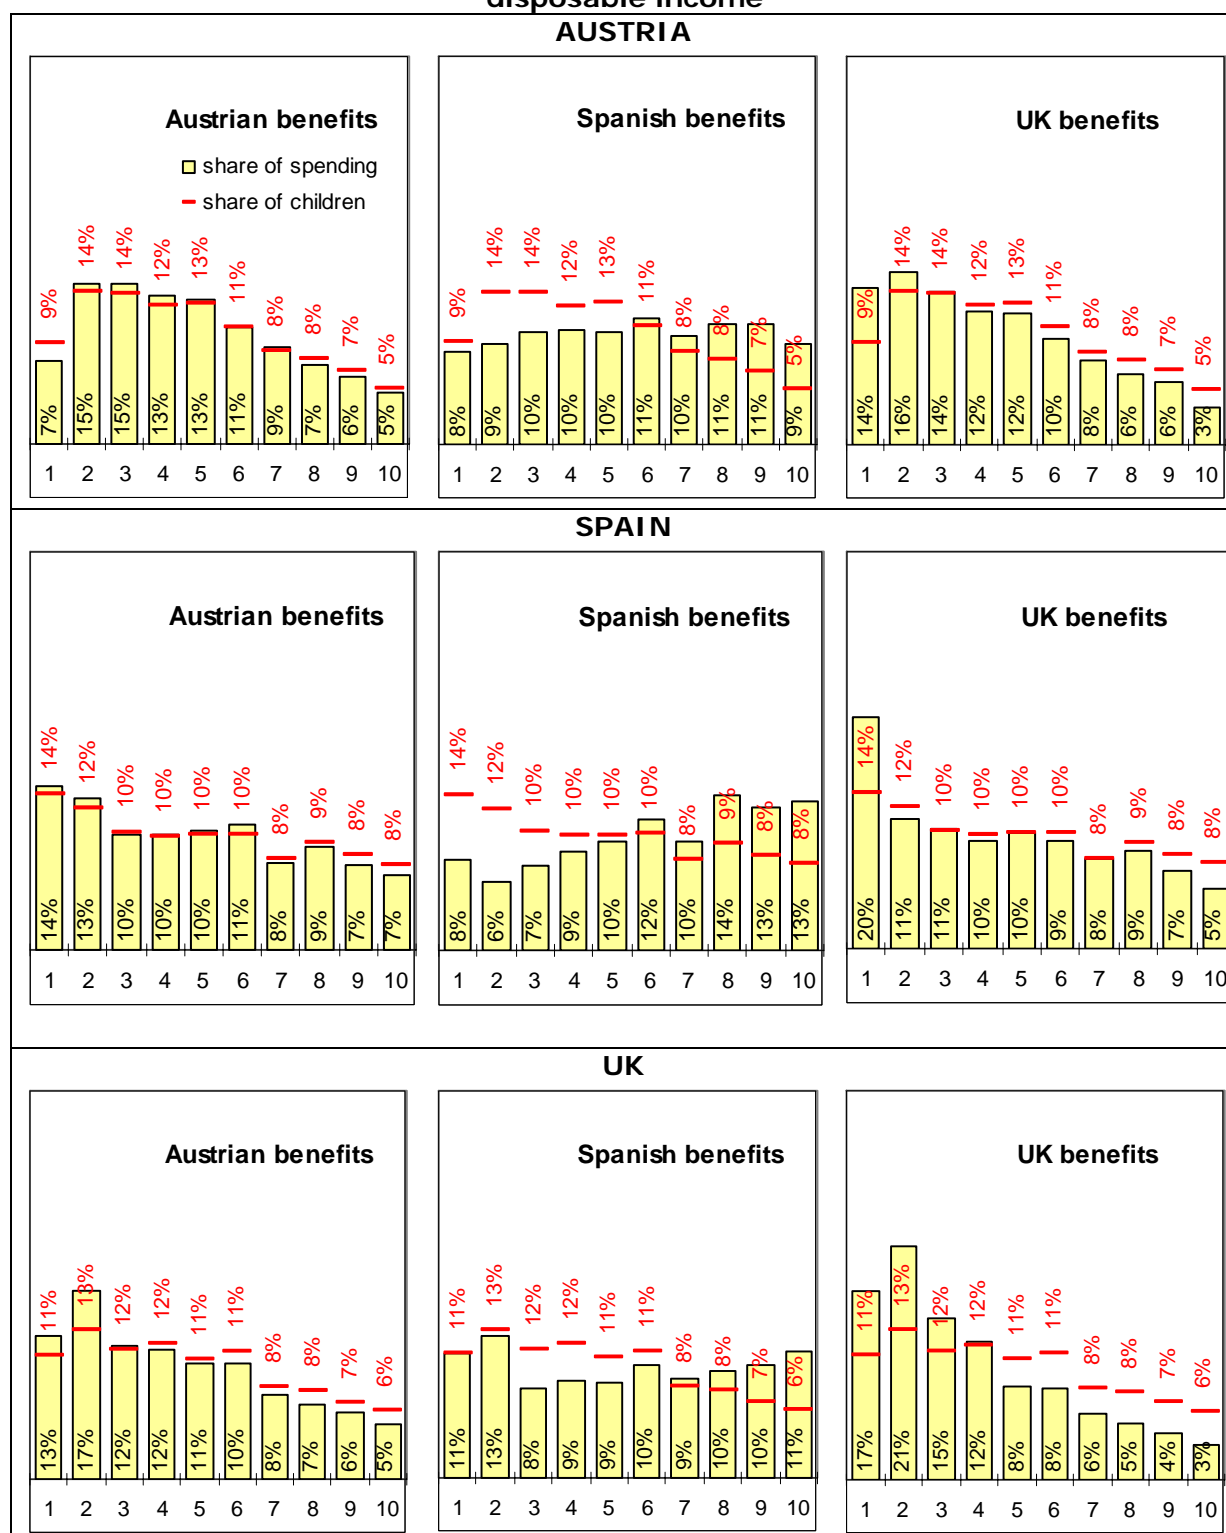 disposable income
AUSTRIA
Austrian benefits
share of spending
share of children
9% 14% 14% 12% 13% 11% 8% 8% 7% 5%
7% 15% 15% 13% 13% 11% 9% 7% 6% 5%
1 2 3 4 5 6 7 8 9 10
Spanish benefits
9% 14% 14% 12% 13% 11% 8% 8% 7% 5%
8% 9% 10% 10% 10% 11% 10% 11% 11% 9%
1 2 3 4 5 6 7 8 9 10
UK benefits
9% 14% 14% 12% 13% 11% 8% 8% 7% 5%
14% 16% 14% 12% 12% 10% 8% 6% 6% 3%
1 2 3 4 5 6 7 8 9 10
SPAIN
Austrian benefits
14% 12% 10% 10% 10% 10% 8% 9% 8% 8%
14% 13% 10% 10% 10% 11% 8% 9% 7% 7%
1 2 3 4 5 6 7 8 9 10
Spanish benefits
14% 12% 10% 10% 10% 10% 8% 9% 8% 8%
8% 6% 7% 9% 10% 12% 10% 14% 13% 13%
1 2 3 4 5 6 7 8 9 10
UK benefits
14% 12% 10% 10% 10% 10% 8% 9% 8% 8%
20% 11% 11% 10% 10% 9% 8% 9% 7% 5%
1 2 3 4 5 6 7 8 9 10
UK
Austrian benefits
11% 13% 12% 12% 11% 11% 8% 8% 7% 6%
13% 17% 12% 12% 11% 10% 8% 7% 6% 5%
1 2 3 4 5 6 7 8 9 10
Spanish benefits
11% 13% 12% 12% 11% 11% 8% 8% 7% 6%
11% 13% 8% 9% 9% 10% 9% 10% 10% 11%
1 2 3 4 5 6 7 8 9 10
UK benefits
11% 13% 12% 12% 11% 11% 8% 8% 7% 6%
17% 21% 15% 12% 8% 8% 6% 5% 4% 3%
1 2 3 4 5 6 7 8 9 10